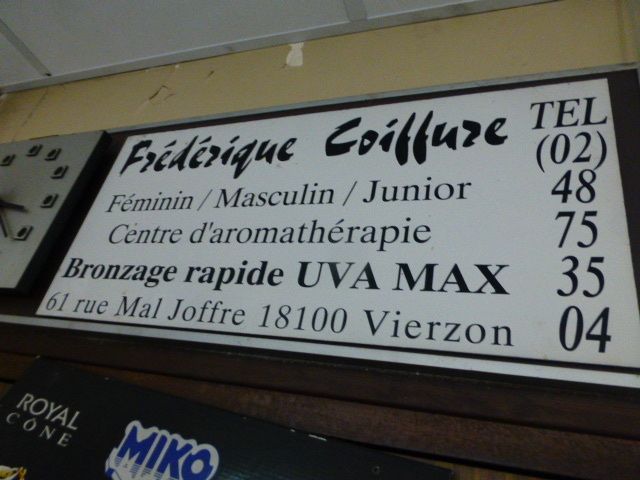 Frédérique Coiffure
Féminin / Masculin / Junior
Centre d'aromathérapie
Bronzage rapide UVA MAX
61 rue Mal Joffre 18100 Vierzon
TEL
(02)
48
75
35
04
ROYAL
CÔNE
MIKO